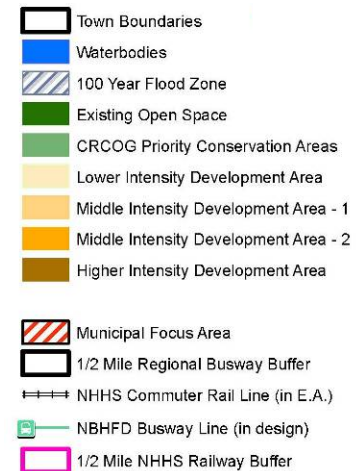 Town Boundaries
Waterbodies
100 Year Flood Zone
Existing Open Space
CRCOG Priority Conservation Areas
Lower Intensity Development Area
Middle Intensity Development Area - 1
Middle Intensity Development Area - 2
Higher Intensity Development Area
Municipal Focus Area
1/2 Mile Regional Busway Buffer
NHHS Commuter Rail Line (in E.A.)
NBHFD Busway Line (in design)
1/2 Mile NHHS Railway Buffer